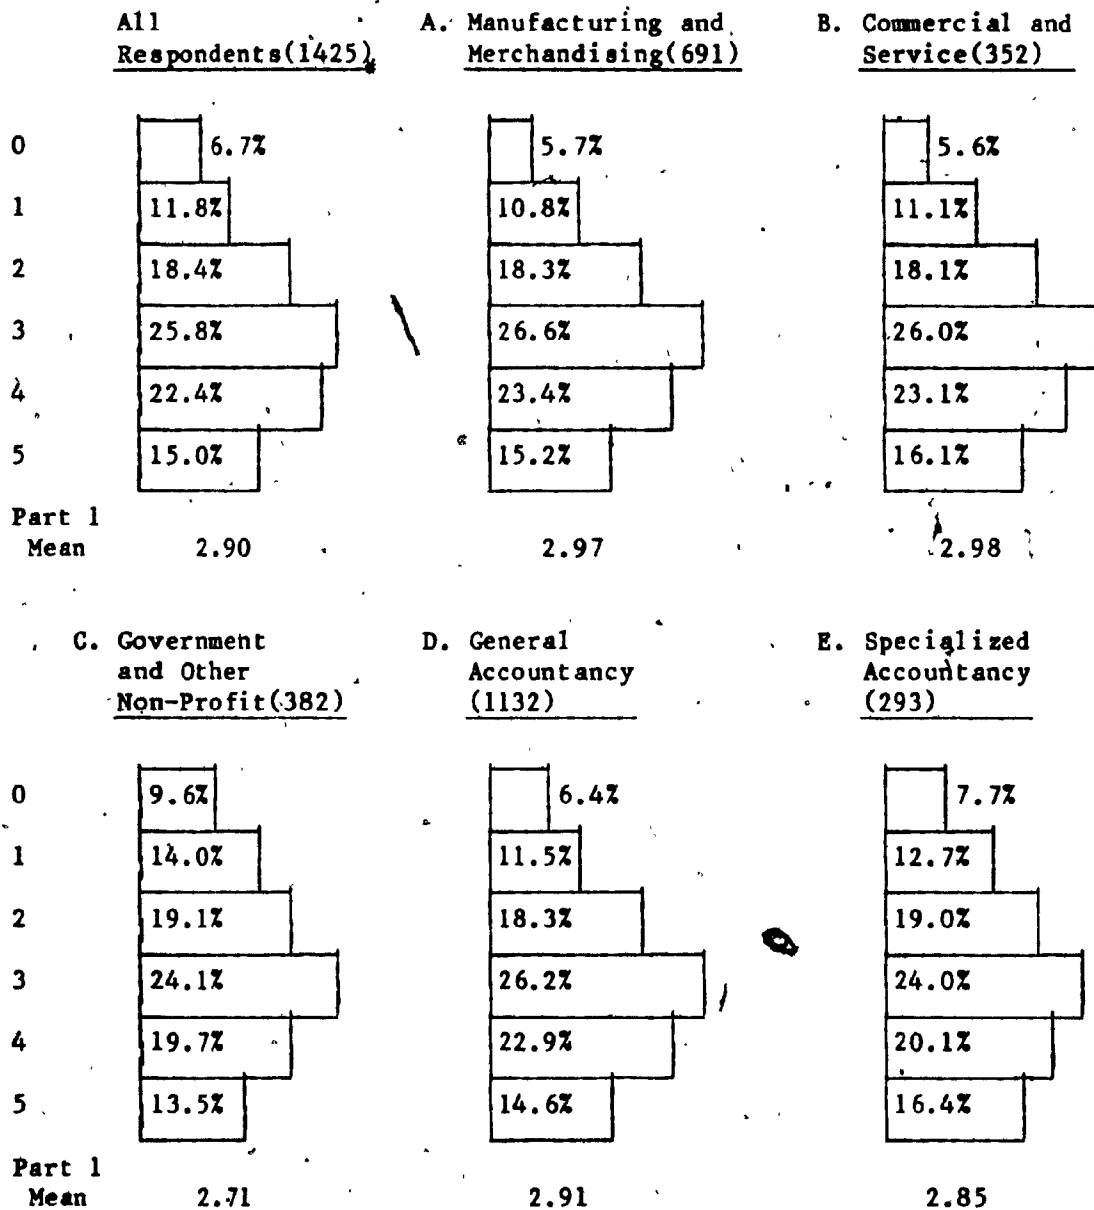 All A. Manufacturing and B. Commercial and
Respondents(1425) Merchandising(691) Service(352)
0 6.7% 5.7% 5.6%
1 11.8% 10.8% 11.1%
2 18.4% 18.3% 18.1%
3 25.8% 26.6% 26.0%
4 22.4% 23.4% 23.1%
5 15.0% 15.2% 16.1%
Part 1
Mean 2.90 2.97 2.98
C. Government D. General E. Specialized
and Other Accountancy Accountancy
Non-Profit(382) (1132) (293)
0 9.6% 6.4% 7.7%
1 14.0% 11.5% 12.7%
2 19.1% 18.3% 19.0%
3 24.1% 26.2% 24.0%
4 19.7% 22.9% 20.1%
5 13.5% 14.6% 16.4%
Part 1
Mean 2.71 2.91 2.85